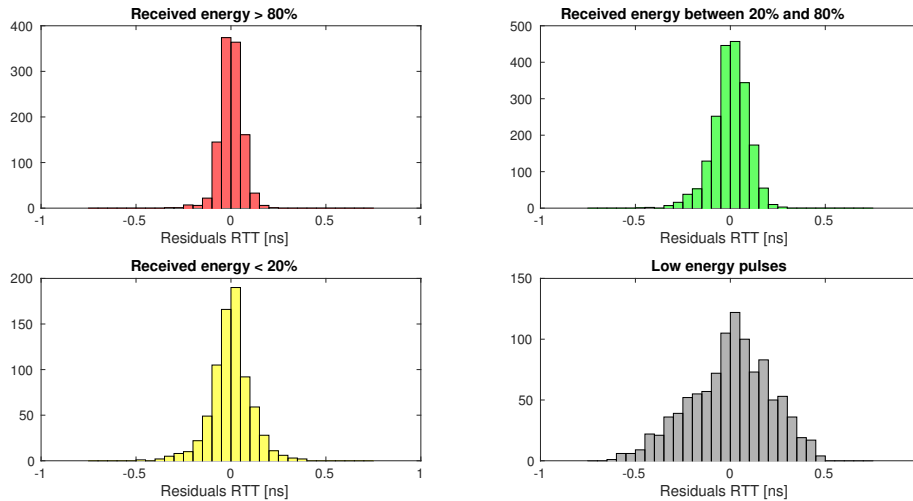 Received energy > 80%
400
300
200
100
0
-1 -0.5 0 0.5 1
Residuals RTT [ns]
Received energy between 20% and 80%
500
400
300
200
100
0
-1 -0.5 0 0.5
Residuals RTT [ns]
Received energy < 20%
200
150
100
50
0
-1 -0.5 0 0.5 1
Residuals RTT [ns]
Low energy pulses
150
100
50
0
-1 -0.5 0 0.5
Residuals RTT [ns]